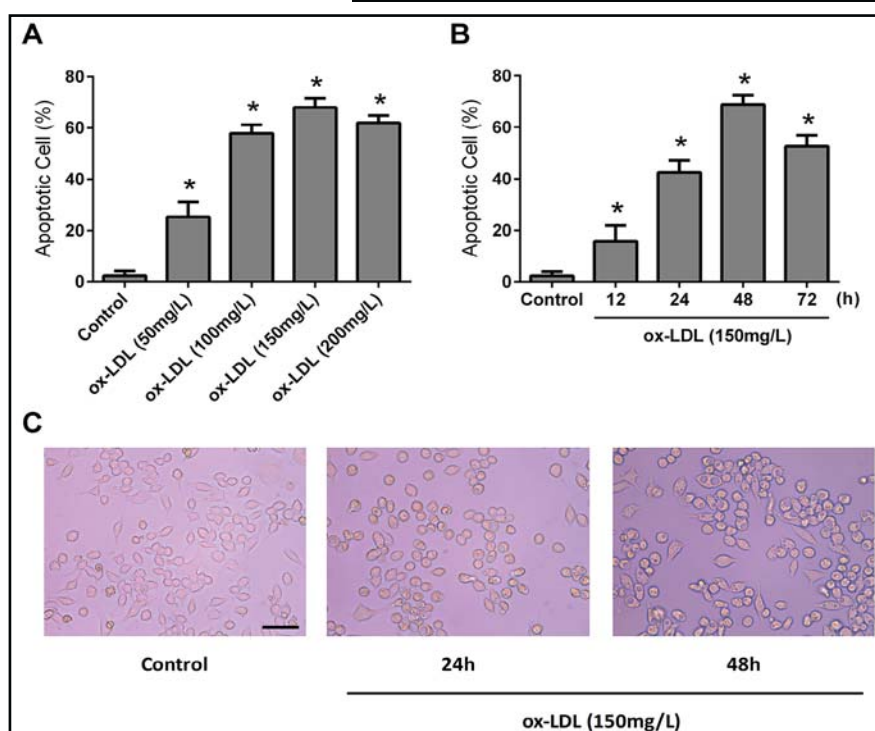 A
Apoptotic Cell (%)
80
60
40
20
0
*
*
*
*
Control
ox-LDL (50mg/L)
ox-LDL (100mg/L)
ox-LDL (150mg/L)
ox-LDL (200mg/L)
B
Apoptotic Cell (%)
80
60
40
20
0
*
*
*
*
Control 12 24 48 72 (h)
ox-LDL (150mg/L)
C
Control 24h 48h
ox-LDL (150mg/L)